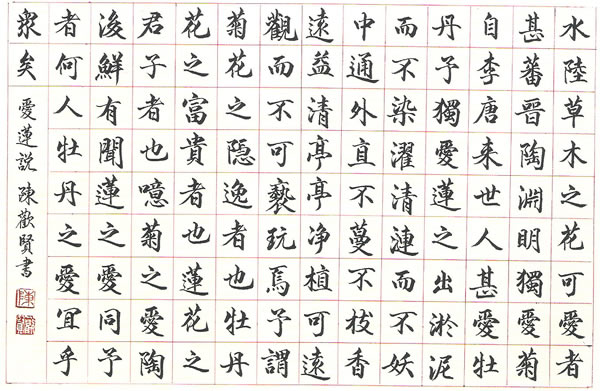 水陸草木之花可愛者
甚蕃晉陶淵明獨愛菊
自李唐来世人甚愛牡
丹予獨愛蓮之出淤泥
而不染濯清漣而不妖
中通外直不蔓不枝香
遠益清亭亭净植可遠
觀而不可褻玩焉予謂
菊花之隠逸者也牡丹
花之富貴者也蓮花之
君子者也噫菊之愛陶
後鮮有聞蓮之愛同予
者何人牡丹之愛宜乎
衆矣
愛蓮説 陳歡賢書
陳